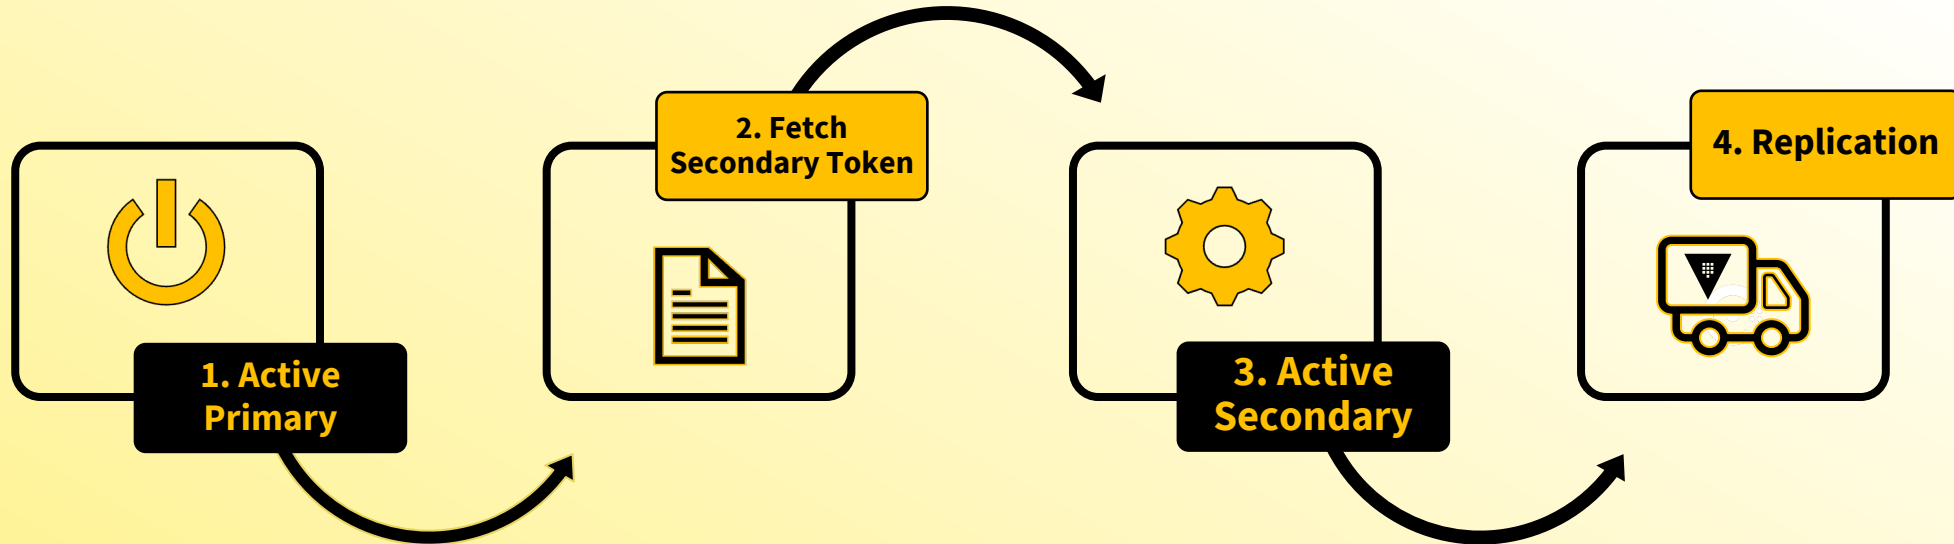 1. Active
Primary
2. Fetch
Secondary Token
3. Active
Secondary
4. Replication